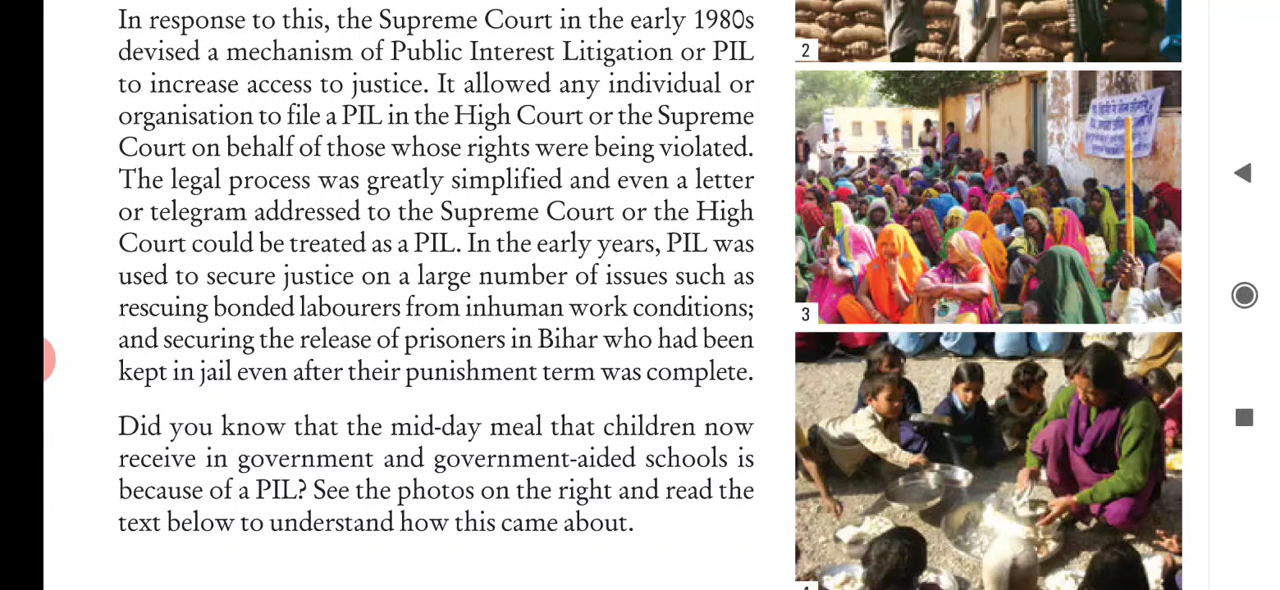 In response to this, the Supreme Court in the early 1980s
devised a mechanism of Public Interest Litigation or PIL
to increase access to justice. It allowed any individual or
organisation to file a PIL in the High Court or the Supreme
Court on behalf of those whose rights were being violated.
The legal process was greatly simplified and even a letter
or telegram addressed to the Supreme Court or the High
Court could be treated as a PIL. In the early years, PIL was
used to secure justice on a large number of issues such as
rescuing bonded labourers from inhuman work conditions;
and securing the release of prisoners in Bihar who had been
kept in jail even after their punishment term was complete.
Did you know that the mid-day meal that children now
receive in government and government-aided schools is
because of a PIL? See the photos on the right and read the
text below to understand how this came about.
2
3